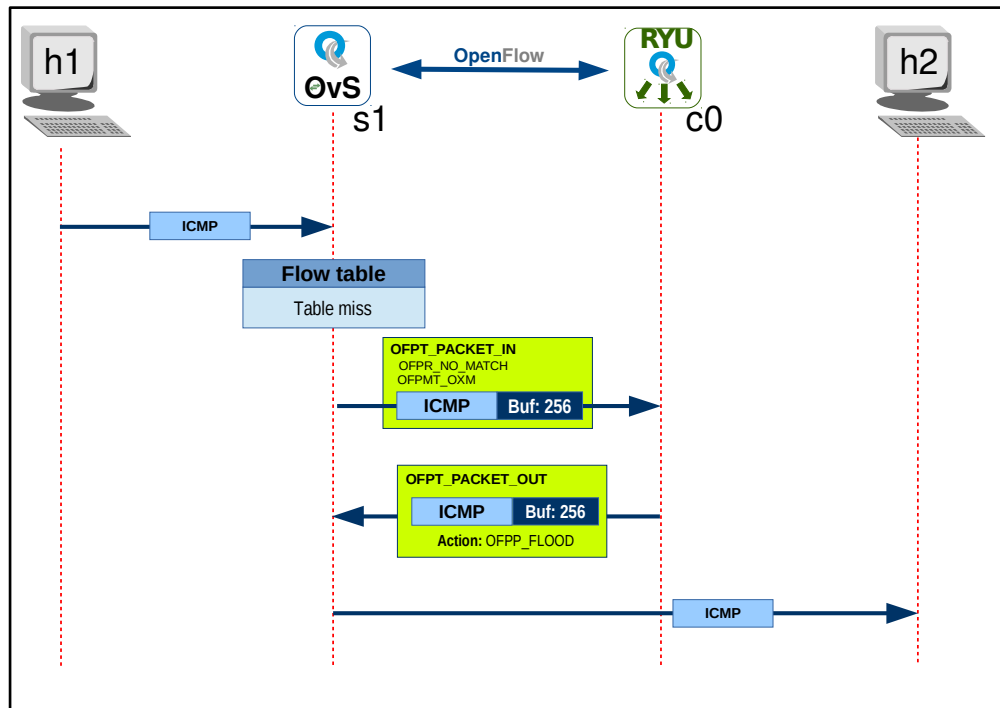 h1
OvS
s1
OpenFlow
RYU
c0
h2
ICMP
Flow table
Table miss
OFPT_PACKET_IN
OFPR_NO_MATCH
OFPMT_OXM
ICMP Buf: 256
OFPT_PACKET_OUT
ICMP Buf: 256
Action: OFPP_FLOOD
ICMP